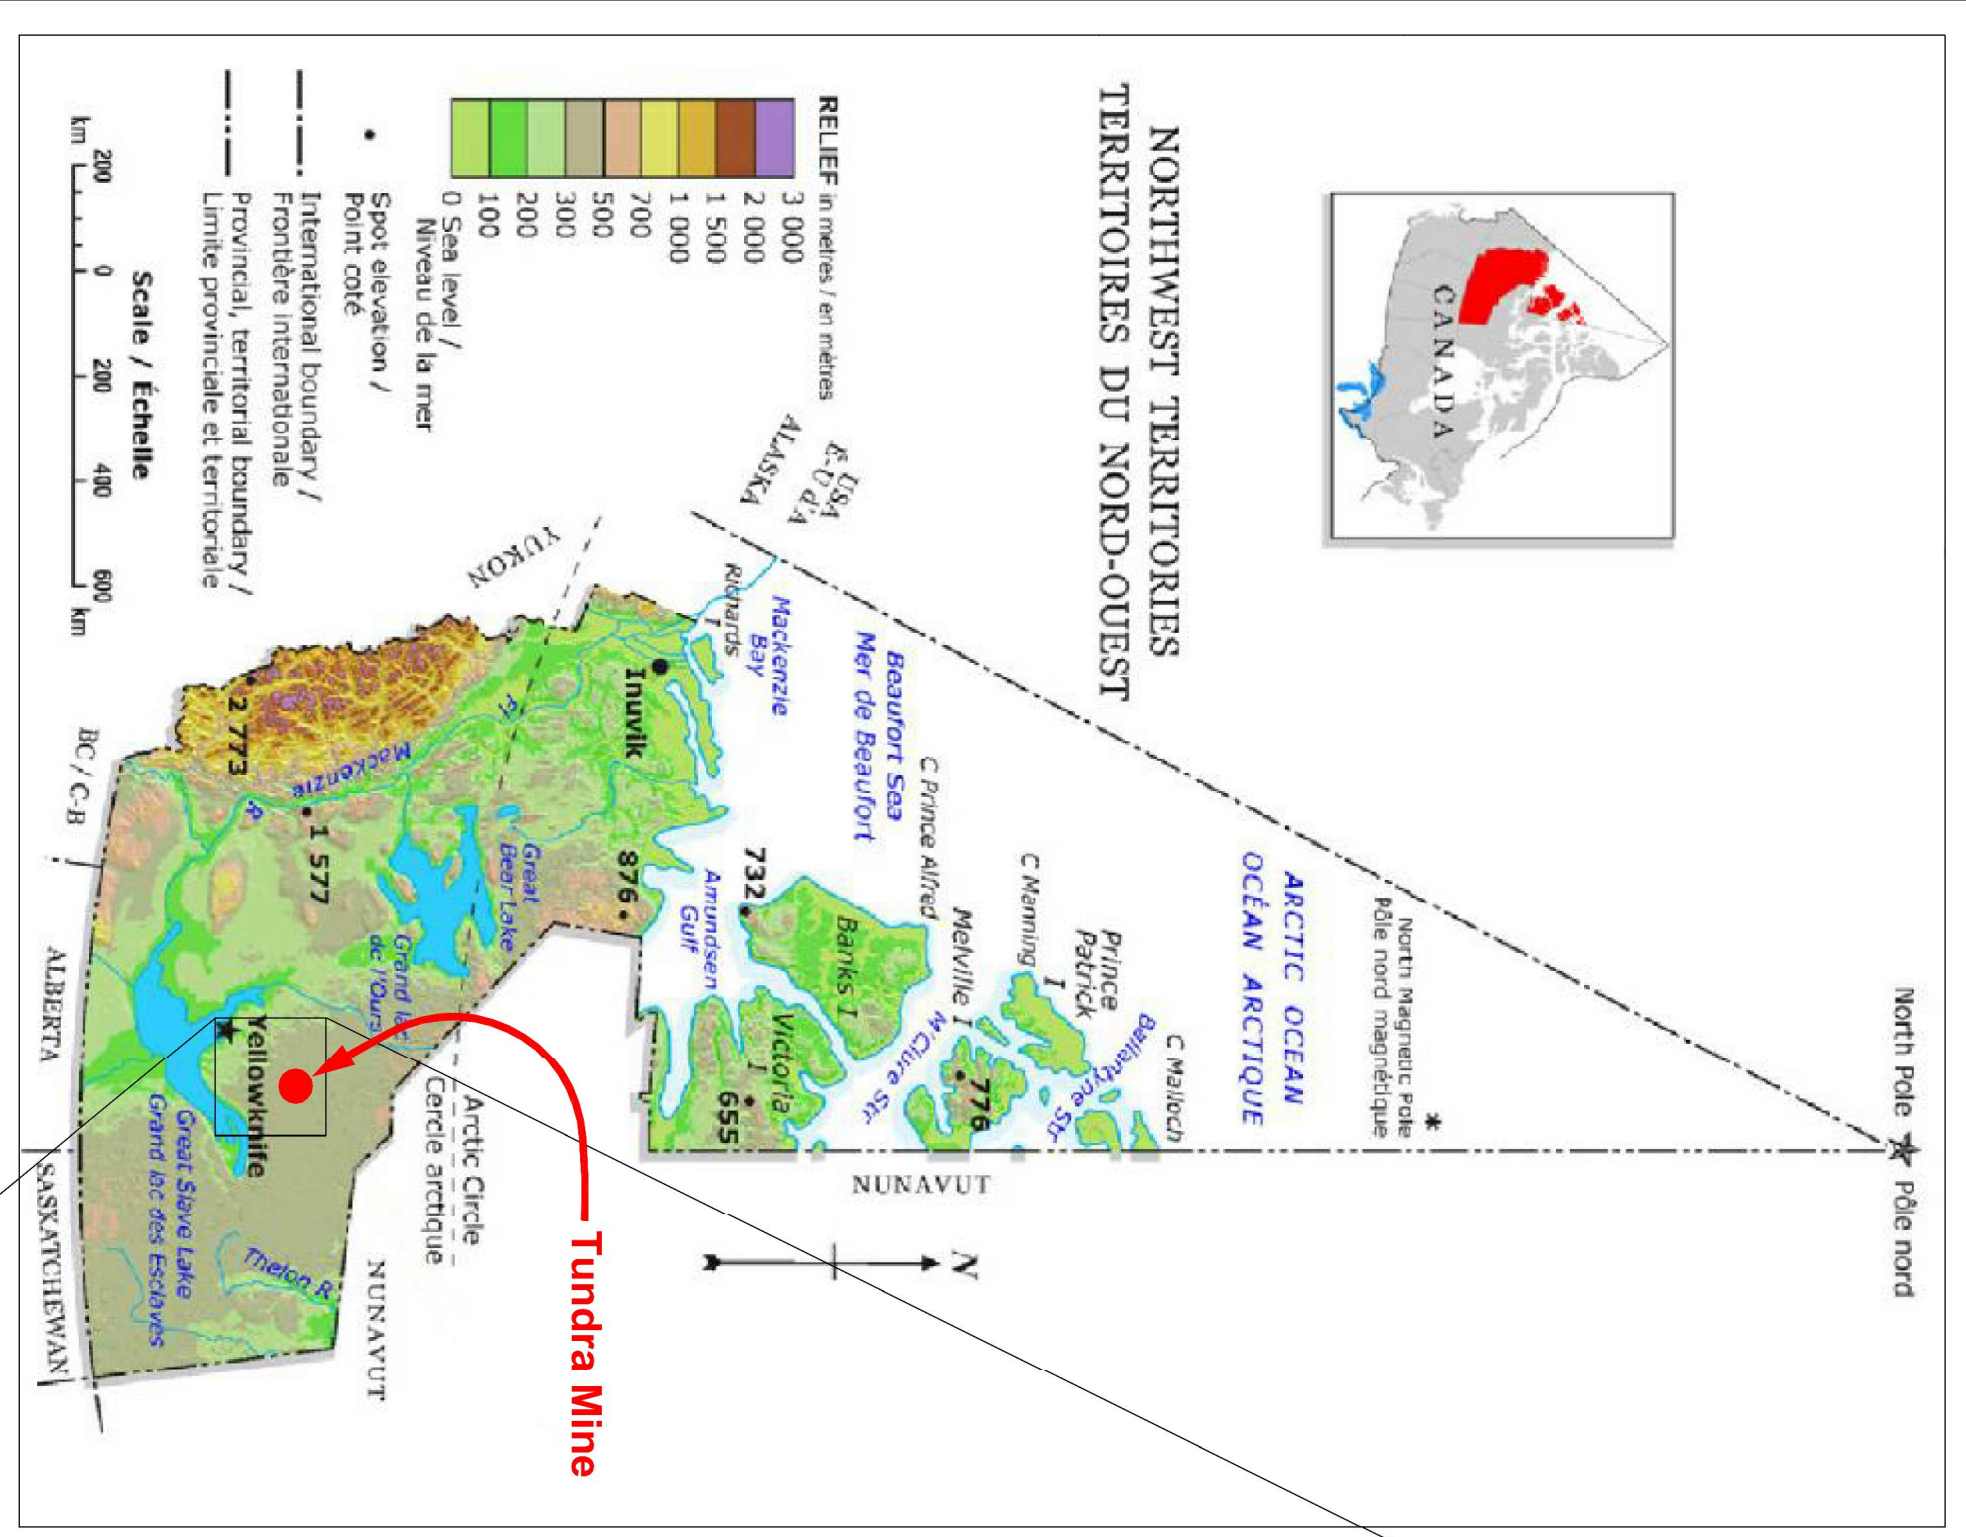 NORTHWEST TERRITORIES
TERRITOIRES DU NORD-OUEST
CANADA
RELIEF in metres / en mètres
3 000
2 000
1 500
1 000
700
500
300
200
100
0 Sea level /
Niveau de la mer
Spot elevation /
Point coté
International boundary /
Frontière internationale
Provincial, territorial boundary /
Limite provinciale et territoriale
Scale / Échelle
km 200 0 200 400 600 km
North Pole
Pôle nord
North Magnetic Pole
Pôle nord magnétique
ARCTIC OCEAN
OCÉAN ARCTIQUE
C Malloch
Ballantyne Str
Prince
Patrick
I
C Manning
Melville I
776
M'Clure Str
C Prince Alfred
Beaufort Sea
Mer de Beaufort
Banks I
732
Victoria
I
655
Amundsen
Gulf
Mackenzie
Bay
Richards
I
USA
É-U d'A
ALASKA
YUKON
Inuvik
876
NUNAVUT
N
Great
Bear Lake
Grand lac
de l'Ours
Arctic Circle
Cercle arctique
Mackenzie
R
2 773
1 577
Yellowknife
Great Slave Lake
Grand lac des Esclaves
Thelon R
NUNAVUT
BC / C-B
ALBERTA
SASKATCHEWAN
Tundra Mine